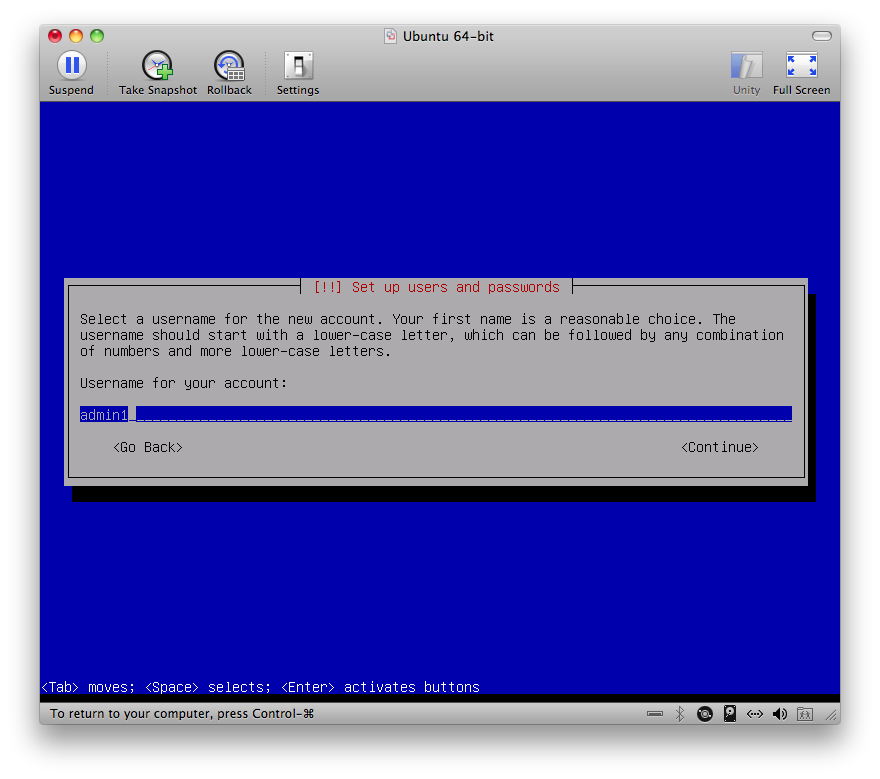 Ubuntu 64-bit
Suspend Take Snapshot Rollback Settings Unity Full Screen
[!!] Set up users and passwords
Select a username for the new account. Your first name is a reasonable choice. The
username should start with a lower-case letter, which can be followed by any combination
of numbers and more lower-case letters.
Username for your account:
admin1
<Go Back> <Continue>
<Tab> moves; <Space> selects; <Enter> activates buttons
To return to your computer, press Control-⌘